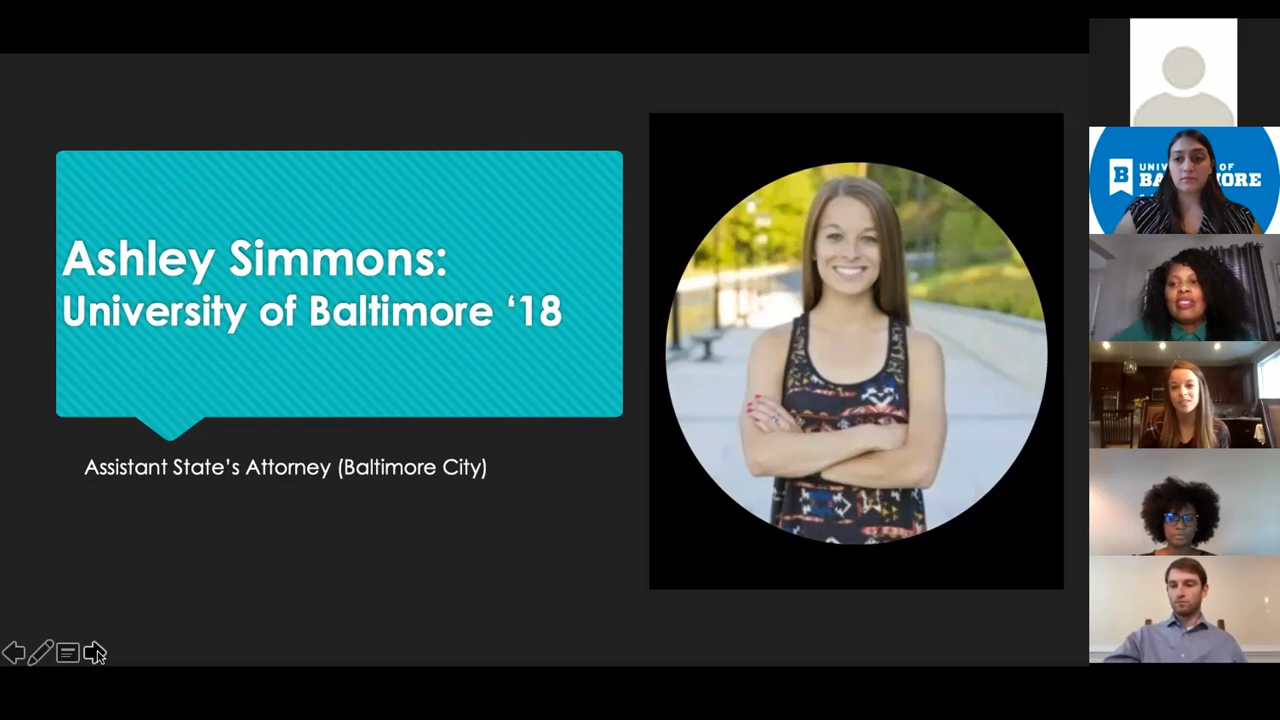 Ashley Simmons:
University of Baltimore ‘18
Assistant State’s Attorney (Baltimore City)
B